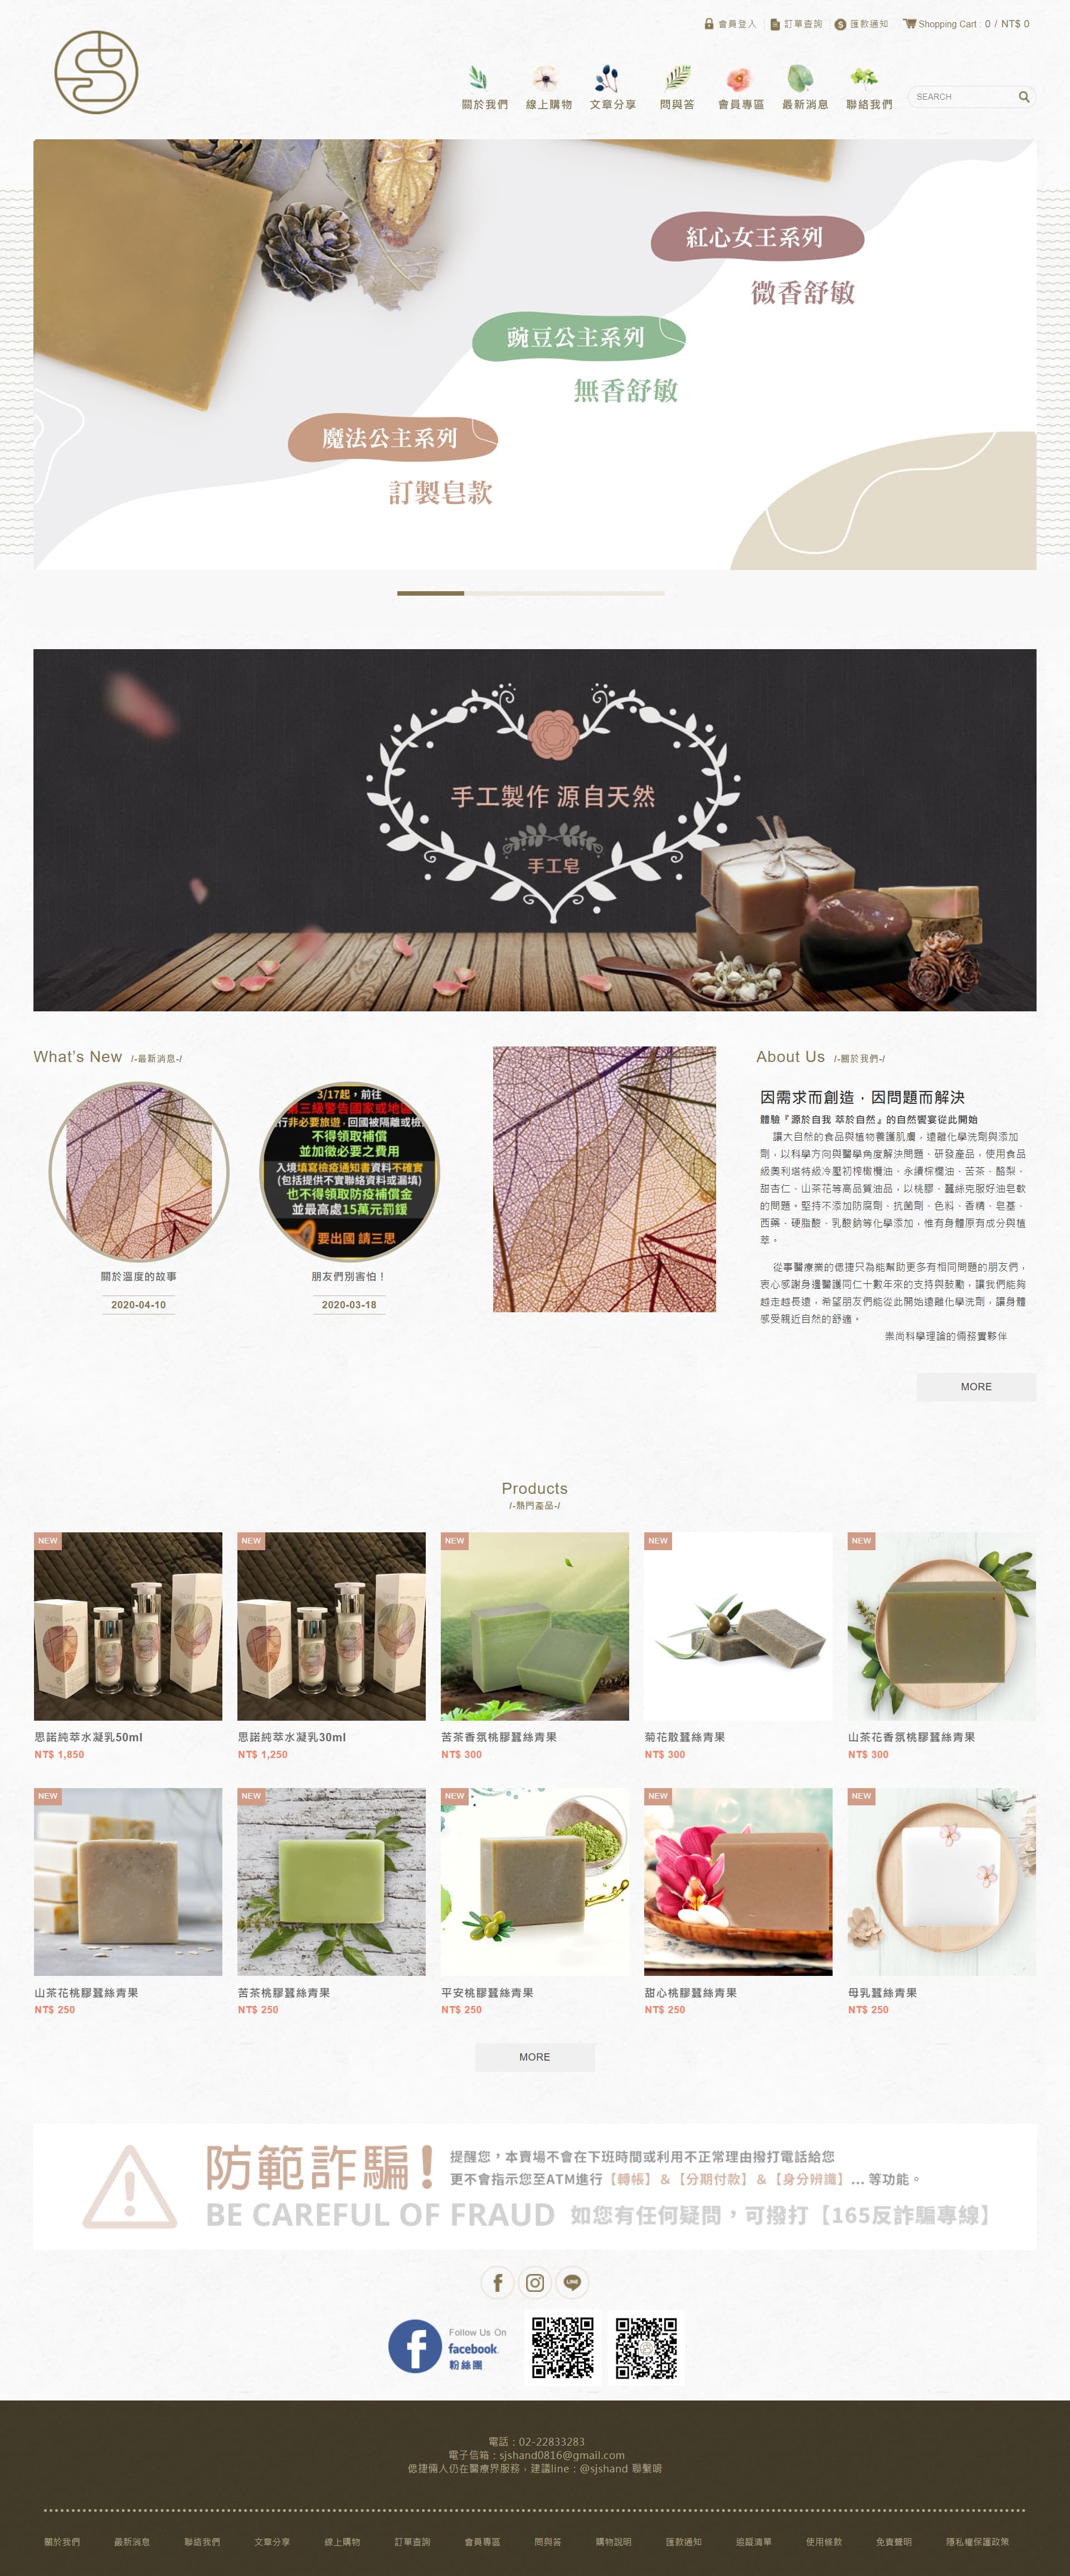 會員登入 訂單查詢 匯款通知 Shopping Cart : 0 / NT$ 0
關於我們 線上購物 文章分享 問與答 會員專區 最新消息 聯絡我們 SEARCH
紅心女王系列
微香舒敏
豌豆公主系列
無香舒敏
魔法公主系列
訂製皂款
手工製作 源自天然
手工皂
What's New /-最新消息-/
3/17起，前往
第三級警告國家或地區
行非必要旅遊，回國被隔離或檢
不得領取補償
並加徵必要之費用
入境填寫檢疫通知書資料不確實
(包括提供不實聯絡資料或漏填)
也不得領取防疫補償金
並最高處15萬元罰鍰
要出國 請三思
關於溫度的故事
2020-04-10
朋友們別害怕！
2020-03-18
About Us /-關於我們-/
因需求而創造，因問題而解決
體驗『源於自我 萃於自然』的自然饗宴從此開始
讓大自然的食品與植物養護肌膚，遠離化學洗劑與添加
劑，以科學方向與醫學角度解決問題、研發產品，使用食品
級奧利塔特級冷壓初榨橄欖油、永續棕櫚油、苦茶、酪梨、
甜杏仁、山茶花等高品質油品，以桃膠、蠶絲克服好油皂軟
的問題。堅持不添加防腐劑、抗菌劑、色料、香精、皂基、
西藥、硬脂酸、乳酸鈉等化學添加，惟有身體原有成分與植
萃。
從事醫療業的偲捷只為能幫助更多有相同問題的朋友們，
衷心感謝身邊醫護同仁十數年來的支持與鼓勵，讓我們能夠
越走越長遠，希望朋友們能從此開始遠離化學洗劑，讓身體
感受親近自然的舒適。
崇尚科學理論的倆務實夥伴
MORE
Products
/-熱門產品-/
NEW NEW NEW NEW NEW
思諾純萃水凝乳50ml 思諾純萃水凝乳30ml 苦茶香氛桃膠蠶絲青果 菊花散蠶絲青果 山茶花香氛桃膠蠶絲青果
NT$ 1,850 NT$ 1,250 NT$ 300 NT$ 300 NT$ 300
NEW NEW NEW NEW NEW
山茶花桃膠蠶絲青果 苦茶桃膠蠶絲青果 平安桃膠蠶絲青果 甜心桃膠蠶絲青果 母乳蠶絲青果
NT$ 250 NT$ 250 NT$ 250 NT$ 250 NT$ 250
MORE
防範詐騙！ 提醒您，本賣場不會在下班時間或利用不正常理由撥打電話給您
更不會指示您至ATM進行【轉帳】＆【分期付款】＆【身分辨識】... 等功能。
BE CAREFUL OF FRAUD 如您有任何疑問，可撥打【165反詐騙專線】
LINE
Follow Us On
facebook
粉絲團
電話：02-22833283
電子信箱：sjshand0816@gmail.com
偲捷倆人仍在醫療界服務，建議line：@sjshand 聯繫唷
關於我們 最新消息 聯絡我們 文章分享 線上購物 訂單查詢 會員專區 問與答 購物說明 匯款通知 追蹤清單 使用條款 免責聲明 隱私權保護政策